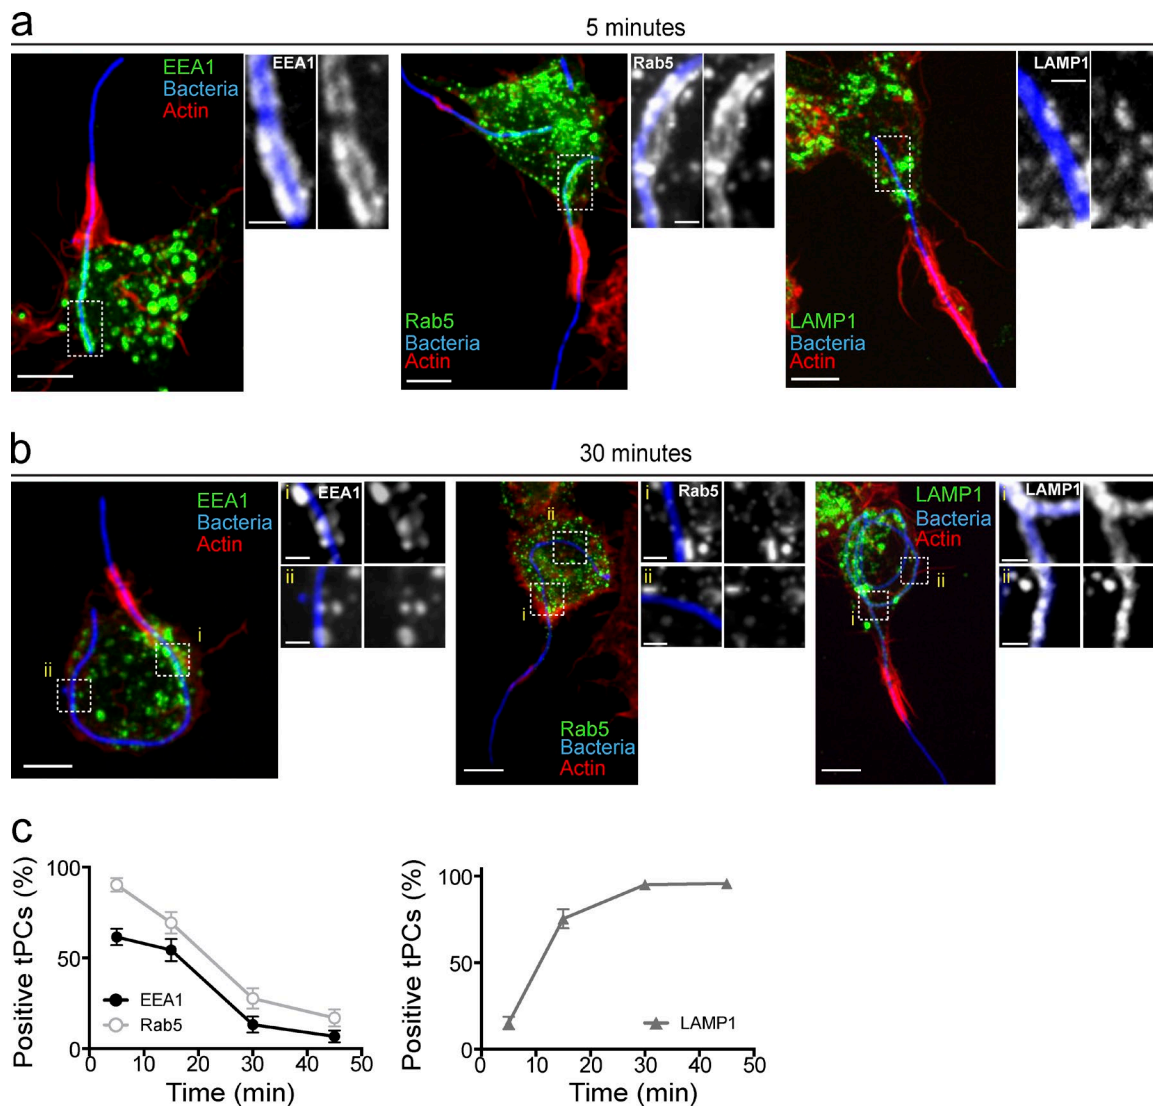 a
5 minutes
EEA1
Bacteria
Actin
EEA1
Rab5
Bacteria
Actin
Rab5
LAMP1
Bacteria
Actin
LAMP1
b
30 minutes
EEA1
Bacteria
Actin
i
ii
i EEA1
ii
Rab5
Bacteria
Actin
ii
i
i Rab5
ii
LAMP1
Bacteria
Actin
ii
i
i LAMP1
ii
c
Positive tPCs (%)
100
50
0
EEA1
Rab5
0 10 20 30 40 50
Time (min)
Positive tPCs (%)
100
50
0
LAMP1
0 10 20 30 40 50
Time (min)